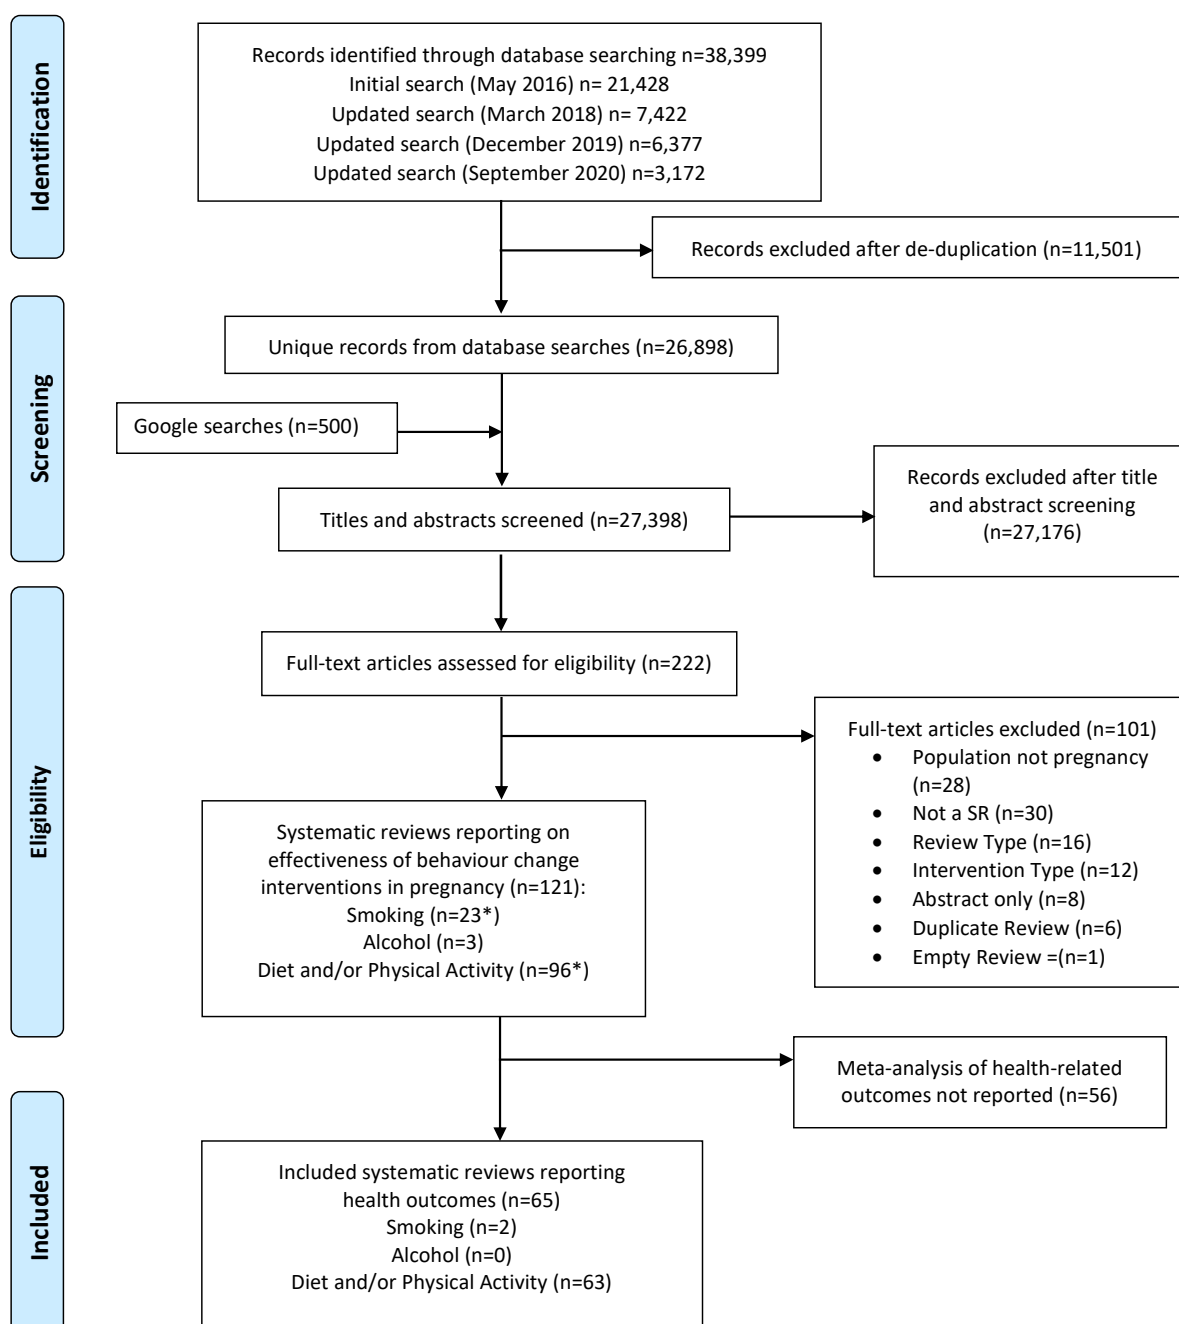 Identification
Records identified through database searching n=38,399
Initial search (May 2016) n= 21,428
Updated search (March 2018) n= 7,422
Updated search (December 2019) n=6,377
Updated search (September 2020) n=3,172
Records excluded after de-duplication (n=11,501)
Screening
Unique records from database searches (n=26,898)
Google searches (n=500)
Titles and abstracts screened (n=27,398)
Records excluded after title
and abstract screening
(n=27,176)
Eligibility
Full-text articles assessed for eligibility (n=222)
Full-text articles excluded (n=101)
• Population not pregnancy
(n=28)
• Not a SR (n=30)
• Review Type (n=16)
• Intervention Type (n=12)
• Abstract only (n=8)
• Duplicate Review (n=6)
• Empty Review =(n=1)
Systematic reviews reporting on
effectiveness of behaviour change
interventions in pregnancy (n=121):
Smoking (n=23*)
Alcohol (n=3)
Diet and/or Physical Activity (n=96*)
Meta-analysis of health-related
outcomes not reported (n=56)
Included
Included systematic reviews reporting
health outcomes (n=65)
Smoking (n=2)
Alcohol (n=0)
Diet and/or Physical Activity (n=63)